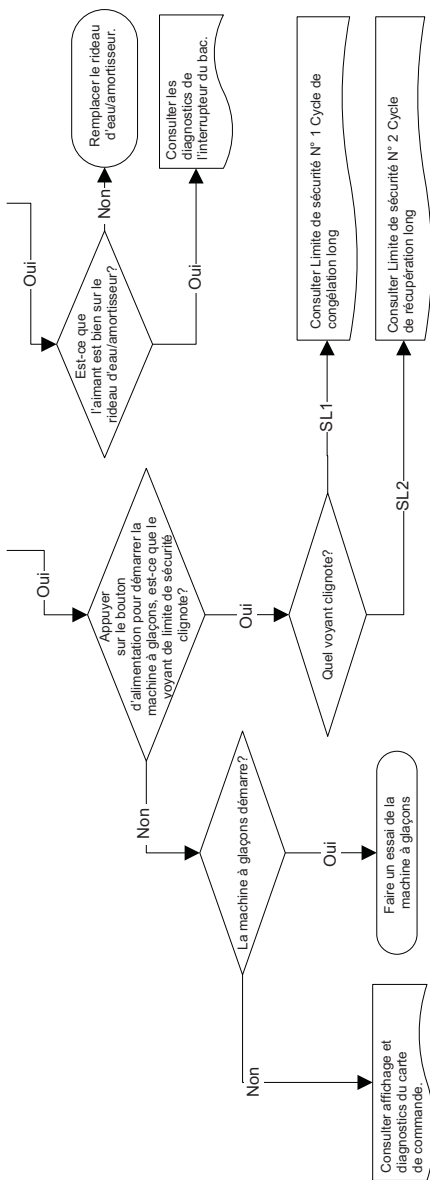 Oui
Est-ce que
l'aimant est bien sur le
rideau d'eau/amortisseur?
Non
Remplacer le rideau
d'eau/amortisseur.
Oui
Consulter les
diagnostics de
l'interrupteur du bac.
Oui
Appuyer
sur le bouton
d'alimentation pour démarrer la
machine à glaçons, est-ce que le
voyant de limite de sécurité
clignote?
Oui
Quel voyant clignote?
SL1
Consulter Limite de sécurité N° 1 Cycle de
congélation long
SL2
Consulter Limite de sécurité N° 2 Cycle
de récupération long
Non
La machine à glaçons démarre?
Oui
Faire un essai de la
machine à glaçons
Non
Consulter affichage et
diagnostics du carte
de commande.